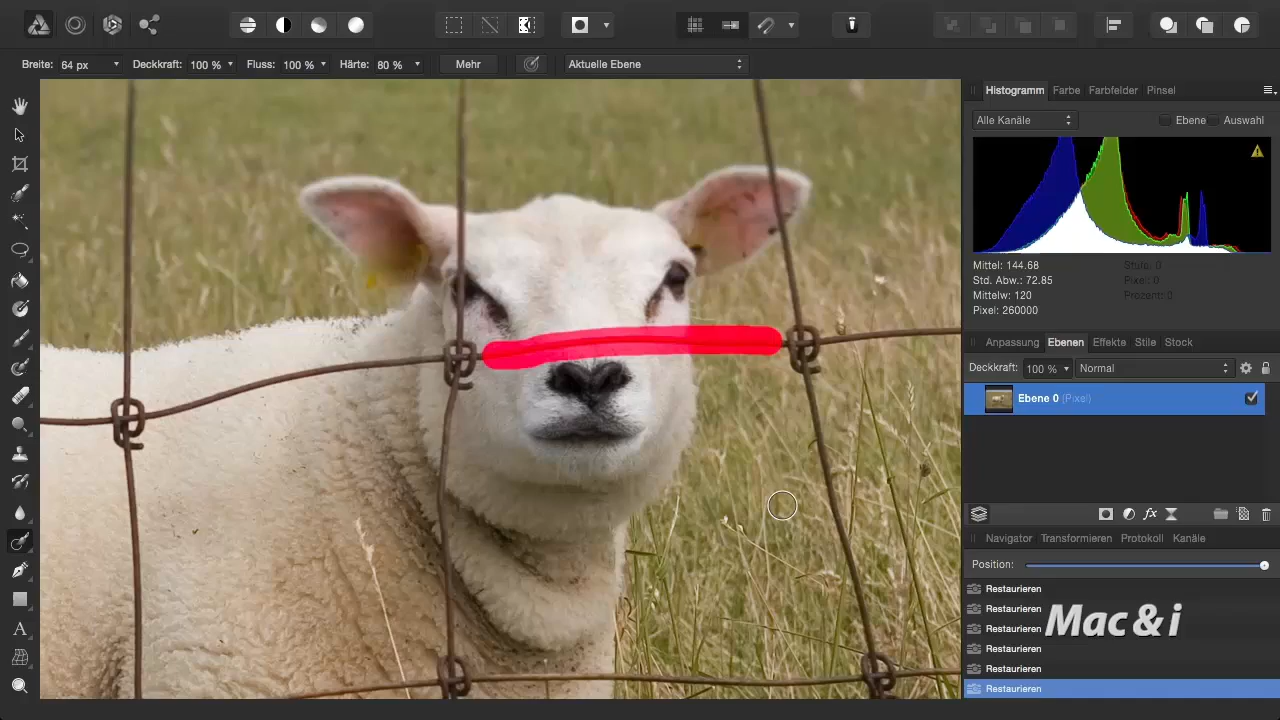 Breite: 64 px Deckkraft: 100 % Fluss: 100 % Härte: 80 % Mehr Aktuelle Ebene
Histogramm Farbe Farbfelder Pinsel
Alle Kanäle Ebene Auswahl
Mittel: 144.68 Stufe: 0
Std. Abw.: 72.85 Pixel: 0
Mittelw: 120 Prozent: 0
Pixel: 260000
Anpassung Ebenen Effekte Stile Stock
Deckkraft: 100 % Normal
Ebene 0 (Pixel)
fx
Navigator Transformieren Protokoll Kanäle
Position:
Restaurieren
Restaurieren
Restaurieren
Restaurieren
Restaurieren
Restaurieren
Mac & i
A